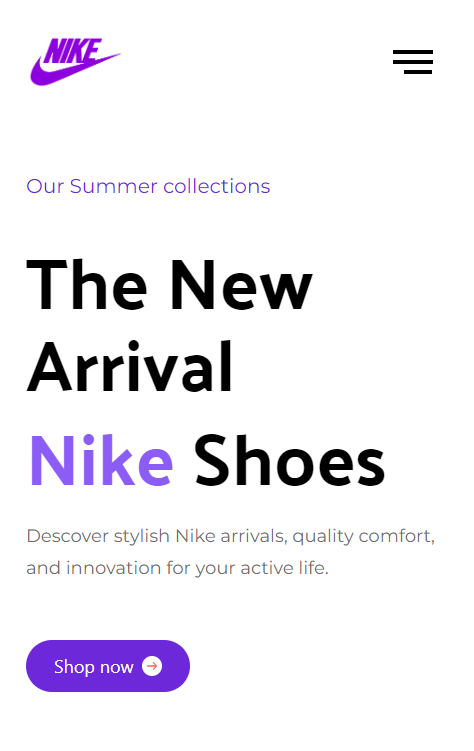 NIKE
Our Summer collections
The New
Arrival
Nike Shoes
Descover stylish Nike arrivals, quality comfort,
and innovation for your active life.
Shop now